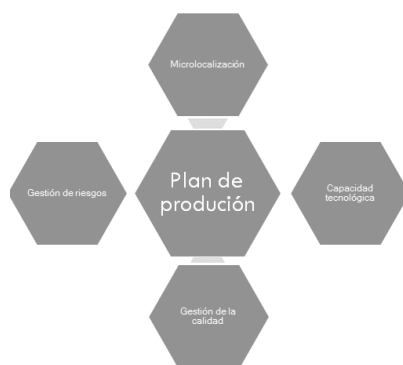 Microlocalización
Gestión de riesgos
Plan de
produción
Capacidad
tecnológica
Gestión de la
calidad